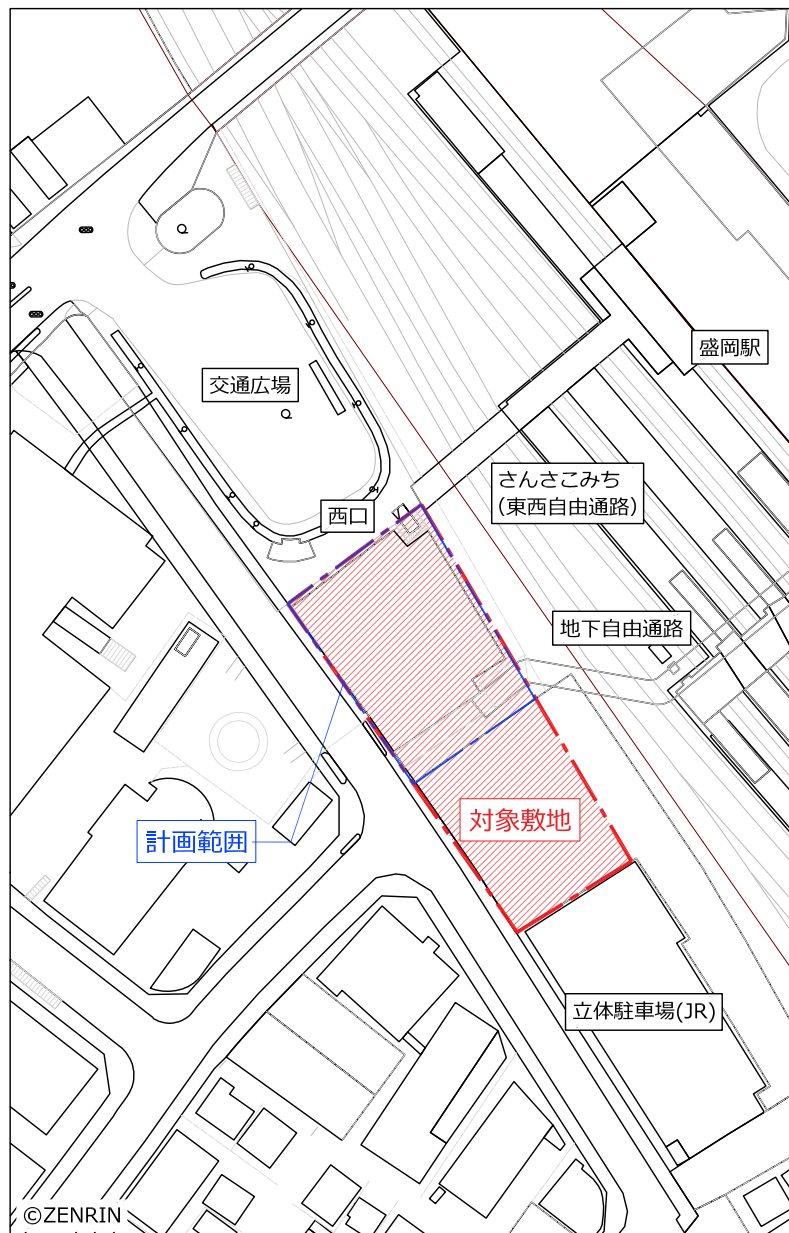 盛岡駅
交通広場
さんさこみち
(東西自由通路)
西口
地下自由通路
対象敷地
計画範囲
立体駐車場(JR)
©ZENRIN